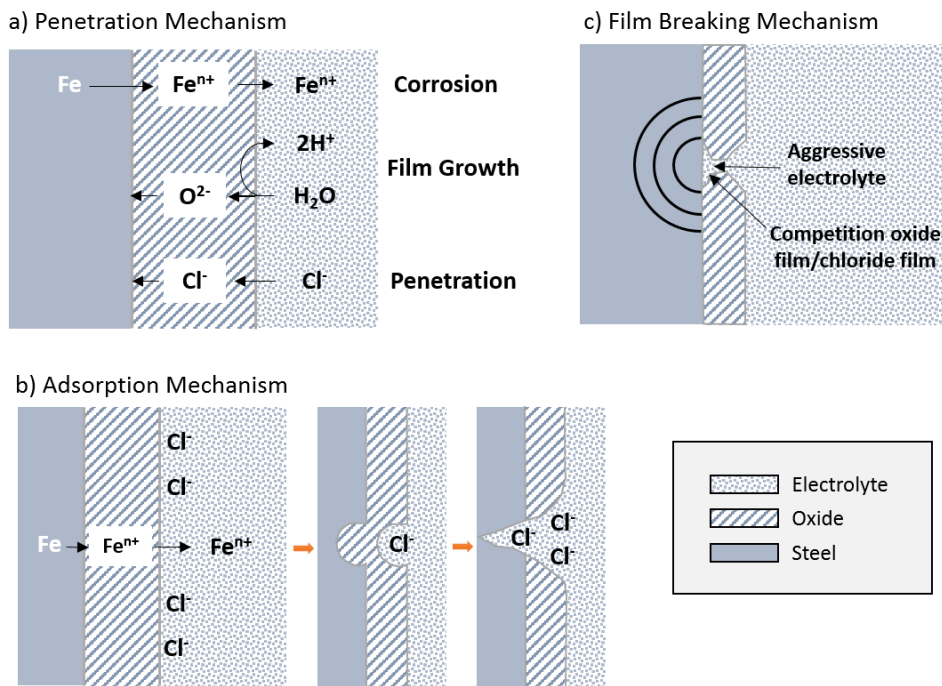 a) Penetration Mechanism
Fe Feⁿ⁺ Feⁿ⁺ Corrosion
2H⁺
Film Growth
O²⁻ H₂O
Cl⁻ Cl⁻ Penetration
c) Film Breaking Mechanism
Aggressive
electrolyte
Competition oxide
film/chloride film
b) Adsorption Mechanism
Cl⁻
Cl⁻
Fe Feⁿ⁺ Feⁿ⁺
Cl⁻
Cl⁻
Cl⁻
Cl⁻
Cl⁻
Cl⁻
Electrolyte
Oxide
Steel